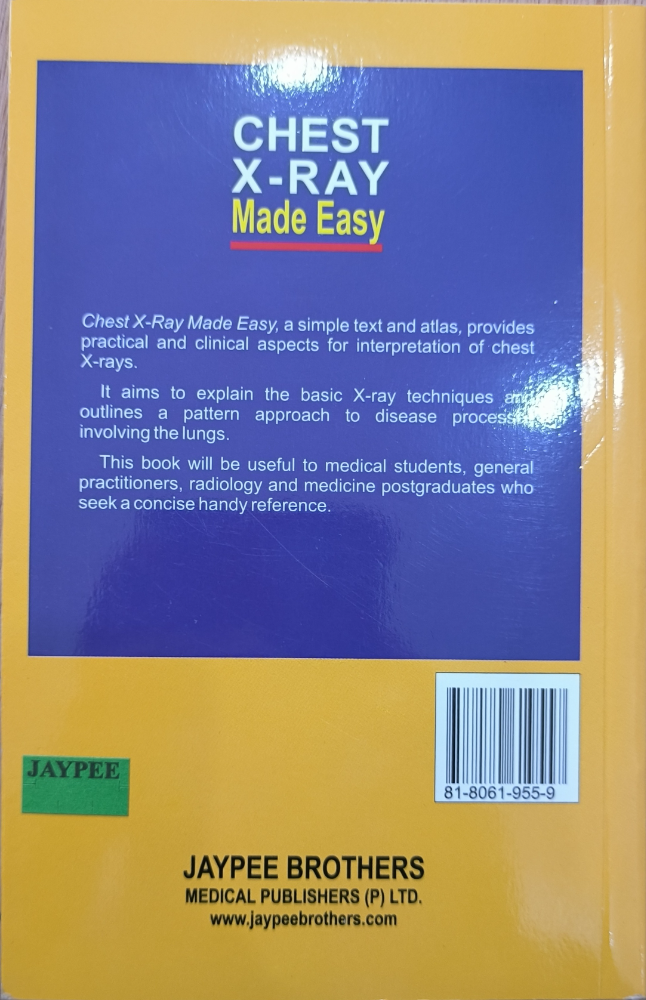 CHEST
X-RAY
Made Easy
Chest X-Ray Made Easy, a simple text and atlas, provides
practical and clinical aspects for interpretation of chest
X-rays.
It aims to explain the basic X-ray techniques and
outlines a pattern approach to disease
involving the lungs.
This book will be useful to medical students, general
practitioners, radiology and medicine postgraduates who
seek a concise handy reference.
81-8061-955-9
JAYPEE
JAYPEE BROTHERS
MEDICAL PUBLISHERS (P) LTD.
www.jaypeebrothers.com